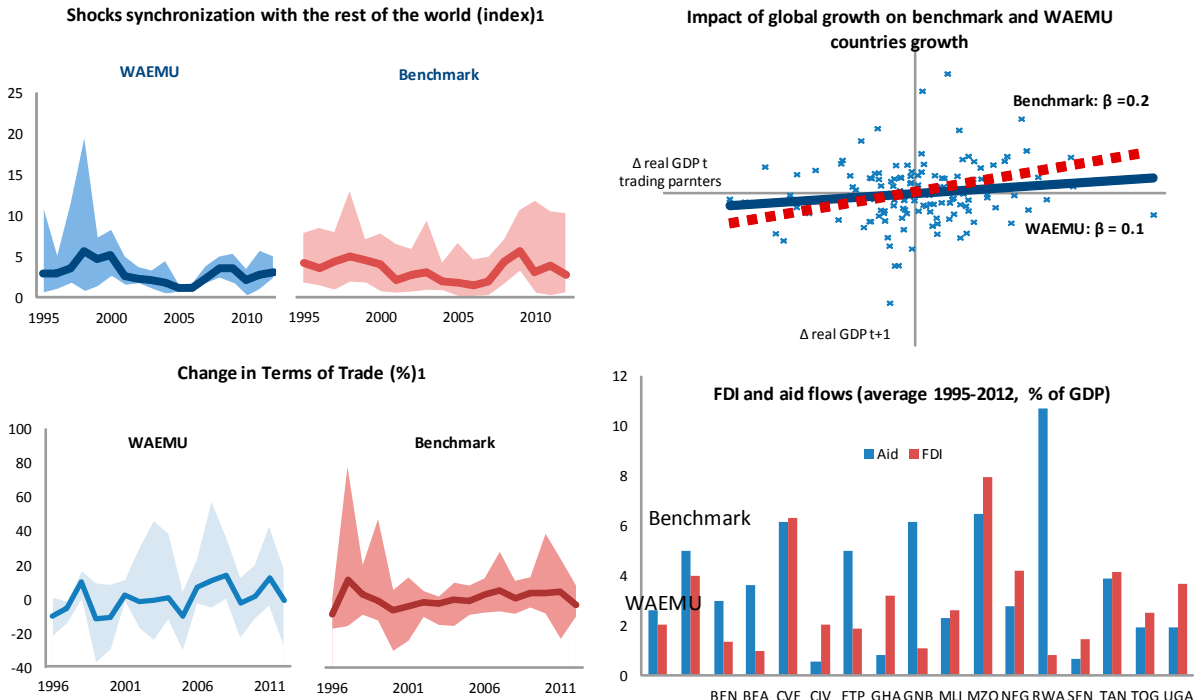 Shocks synchronization with the rest of the world (index)1
WAEMU
Benchmark
25
20
15
10
5
0
1995
2000
2005
2010
1995
2000
2005
2010
Impact of global growth on benchmark and WAEMU
countries growth
Benchmark: β =0.2
Δ real GDP t
trading parnters
WAEMU: β = 0.1
Δ real GDP t+1
Change in Terms of Trade (%)1
WAEMU
Benchmark
100
80
60
40
20
0
-20
-40
1996
2001
2006
2011
1996
2001
2006
2011
FDI and aid flows (average 1995-2012, % of GDP)
Aid
FDI
12
10
8
6
4
2
0
Benchmark
WAEMU
BEN BFA CVE CIV ETP GHA GNB MLI MZQ NEG RWA SEN TAN TOG UGA